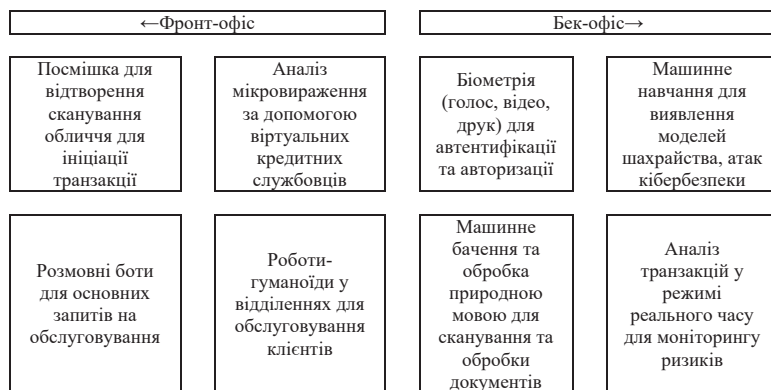 ←Фронт-офіс
Бек-офіс→
Посмішка для
відтворення
сканування
обличчя для
ініціації
транзакції
Аналіз
мікровираження
за допомогою
віртуальних
кредитних
службовців
Біометрія
(голос, відео,
друк) для
автентифікації
та авторизації
Машинне
навчання для
виявлення
моделей
шахрайства, атак
кібербезпеки
Розмовні боти
для основних
запитів на
обслуговування
Роботи-
гуманоїди у
відділеннях для
обслуговування
клієнтів
Машинне
бачення та
обробка
природною
мовою для
сканування та
обробки
документів
Аналіз
транзакцій у
режимі
реального часу
для моніторингу
ризиків